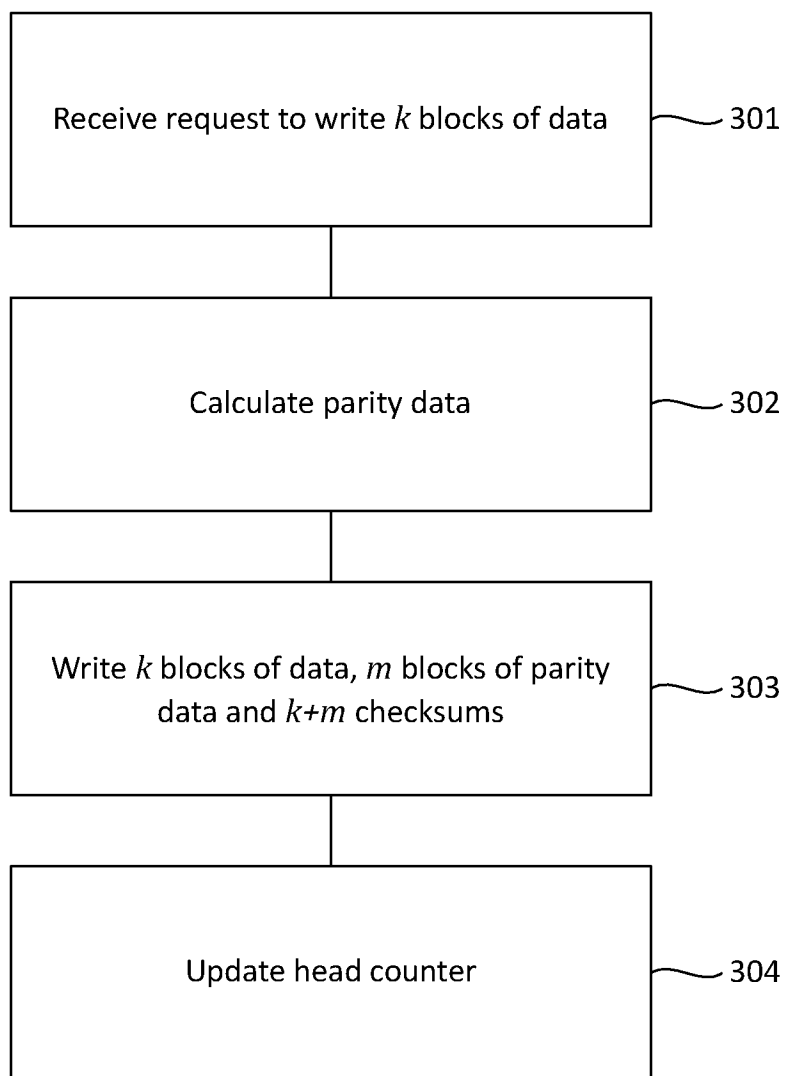 Receive request to write k blocks of data
301
Calculate parity data
302
Write k blocks of data, m blocks of parity
data and k+m checksums
303
Update head counter
304